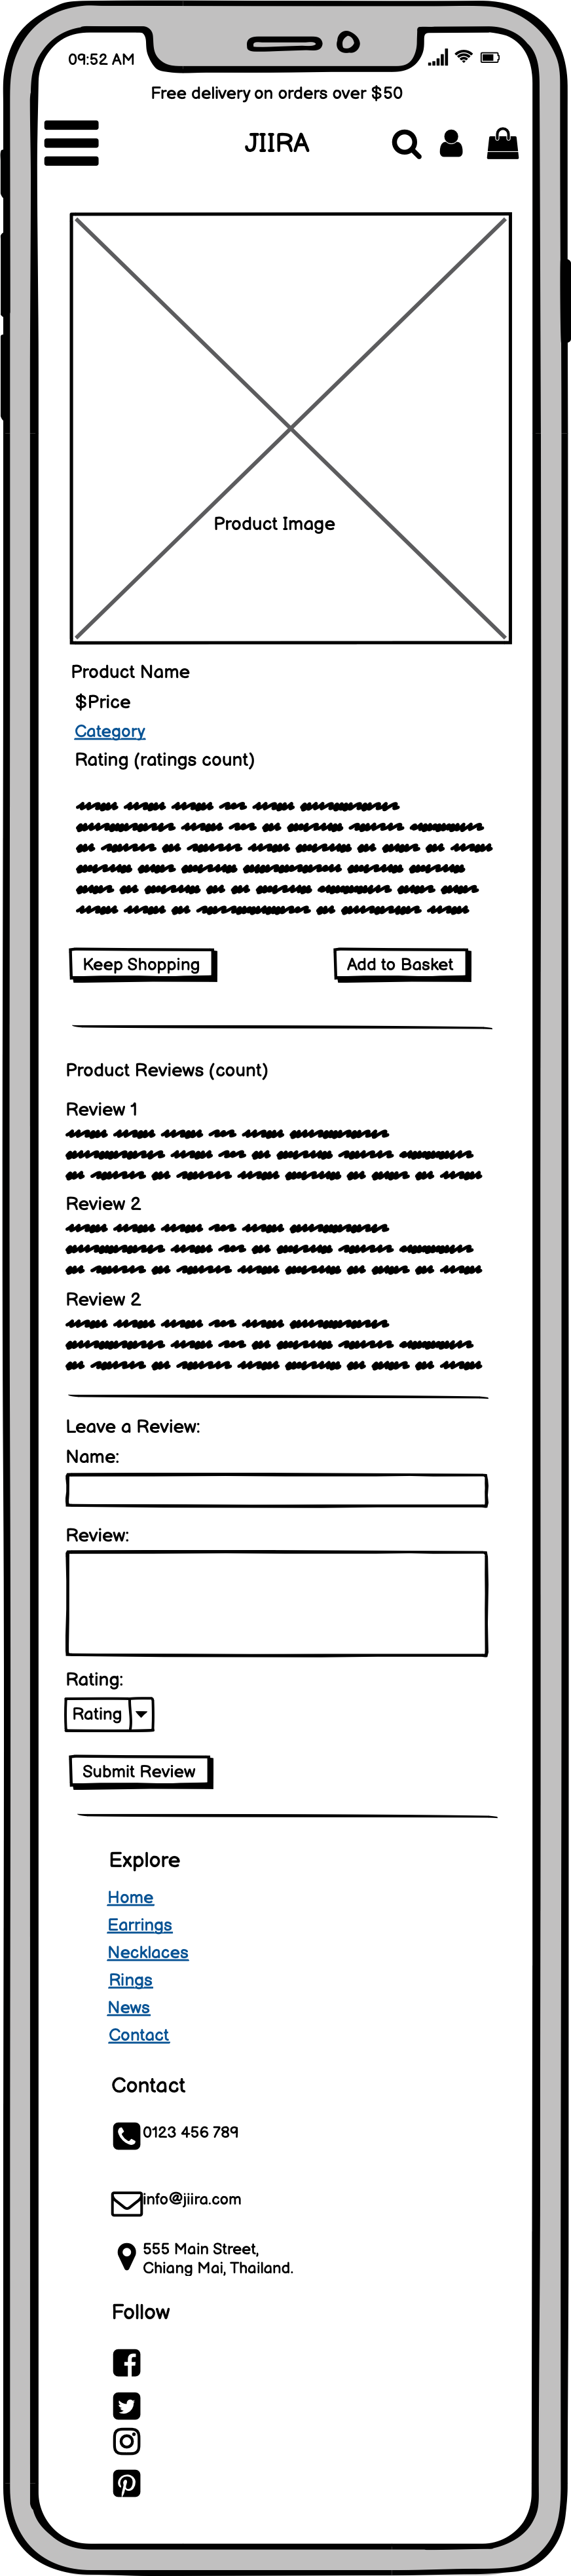 09:52 AM
Free delivery on orders over $50
JIIRA
Product Image
Product Name
$Price
Category
Rating (ratings count)
Keep Shopping
Add to Basket
Product Reviews (count)
Review 1
Review 2
Review 2
Leave a Review:
Name:
Review:
Rating:
Rating
Submit Review
Explore
Home
Earrings
Necklaces
Rings
News
Contact
Contact
0123 456 789
info@jiira.com
555 Main Street,
Chiang Mai, Thailand.
Follow